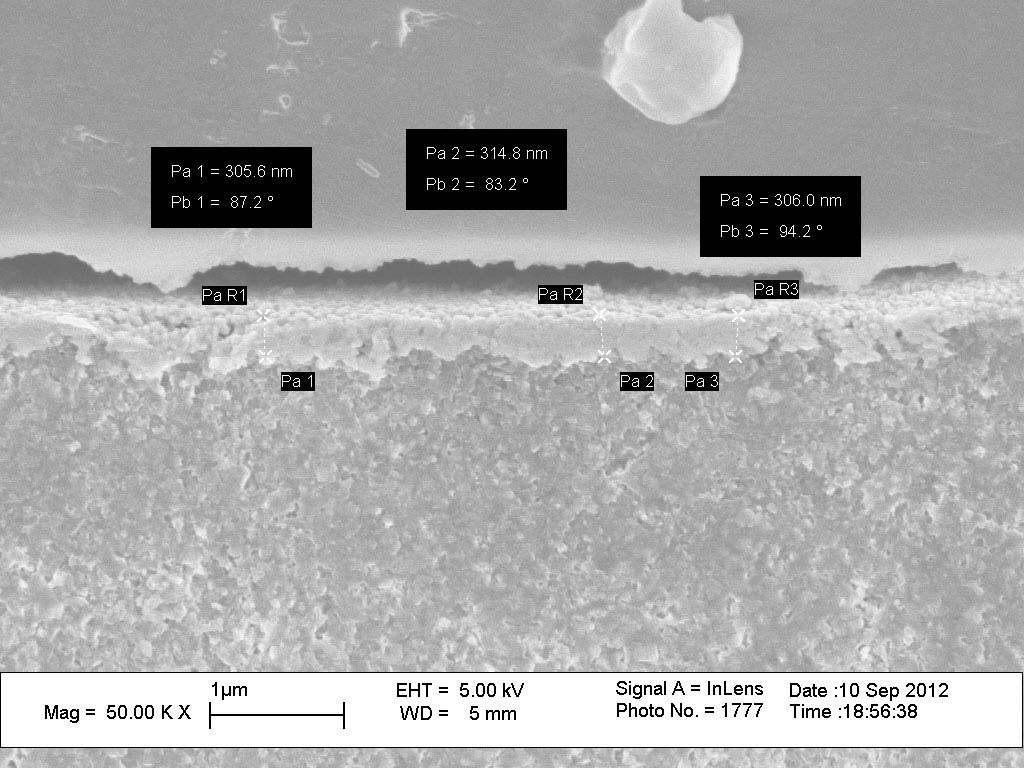 Pa 1 = 305.6 nm
Pb 1 =  87.2 °
Pa 2 = 314.8 nm
Pb 2 =  83.2 °
Pa 3 = 306.0 nm
Pb 3 =  94.2 °
Pa R1
Pa R2
Pa R3
Pa 1
Pa 2
Pa 3
Mag =  50.00 K X
1µm
EHT =  5.00 kV
WD =   5 mm
Signal A = InLens
Photo No. = 1777
Date :10 Sep 2012
Time :18:56:38